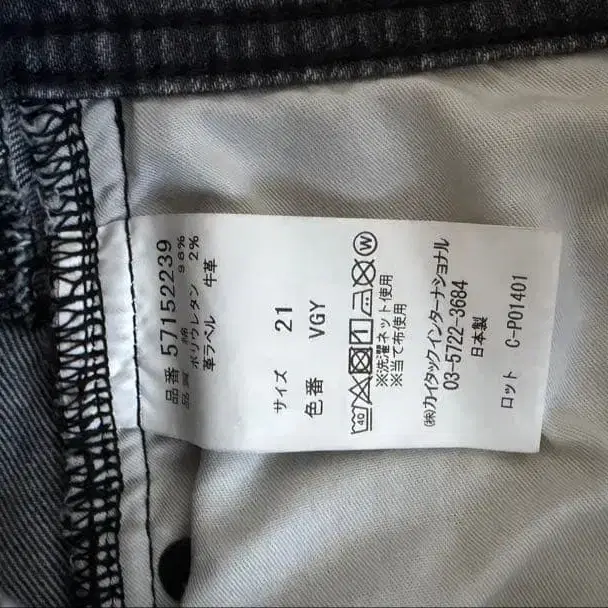 品番 57152239
品質 綿 98%
ポリウレタン 2%
革ラベル 牛革
サイズ 21
色番 VGY
40
W
※洗濯ネット使用
※当て布使用
㈱カイタックインターナショナル
03-5722-3684
日本製
ロット C-P01401